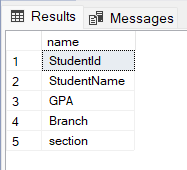 Results Messages
name
1 StudentId
2 StudentName
3 GPA
4 Branch
5 section